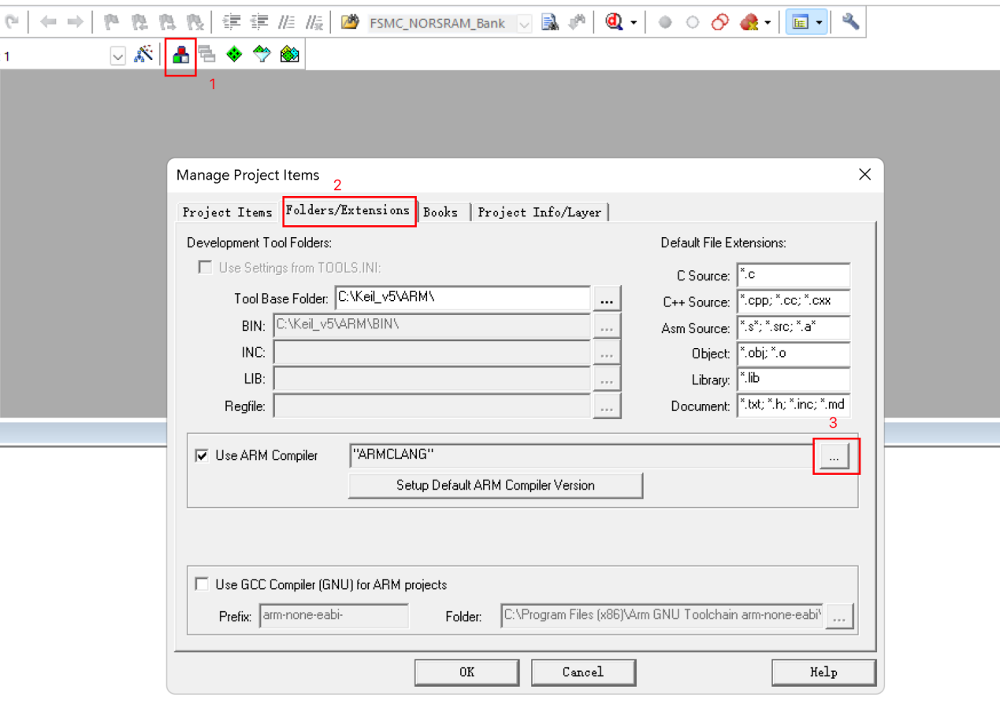 FSMC_NORSRAM_Bank
1
1
Manage Project Items
2
Project Items
Folders/Extensions
Books
Project Info/Layer
Development Tool Folders:
Use Settings from TOOLS.INI:
Tool Base Folder: C:\Keil_v5\ARM\
...
BIN: C:\Keil_v5\ARM\BIN\
...
INC:
...
LIB:
...
Regfile:
...
Default File Extensions:
C Source: *.c
C++ Source: *.cpp; *.cc; *.cxx
Asm Source: *.s*; *.src; *.a*
Object: *.obj; *.o
Library: *.lib
Document: *.txt; *.h; *.inc; *.md
3
Use ARM Compiler "ARMCLANG"
...
Setup Default ARM Compiler Version
Use GCC Compiler (GNU) for ARM projects
Prefix: arm-none-eabi-
Folder: C:\Program Files (x86)\Arm GNU Toolchain arm-none-eabi\
...
OK
Cancel
Help